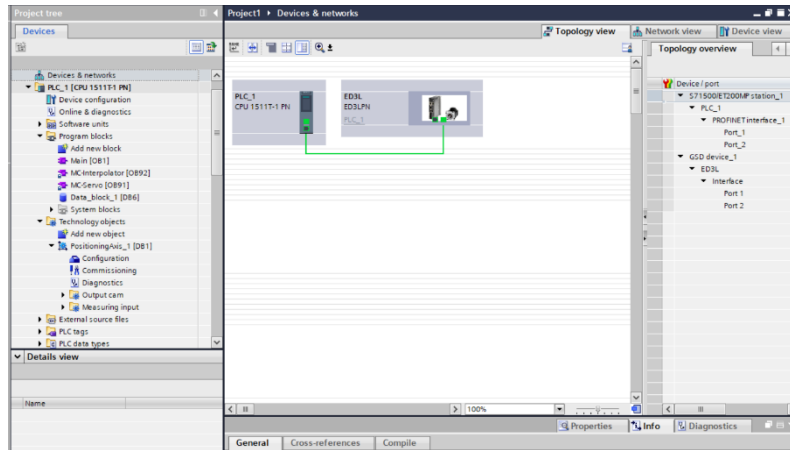 Project tree
Devices
Devices & networks
PLC_1 [CPU 1511T-1 PN]
Device configuration
Online & diagnostics
Software units
Program blocks
Add new block
Main [OB1]
MC-Interpolator [OB92]
MC-Servo [OB91]
Data_block_1 [DB6]
System blocks
Technology objects
Add new object
PositioningAxis_1 [DB1]
Configuration
Commissioning
Diagnostics
Output cam
Measuring input
External source files
PLC tags
PLC data types
Details view
Name
Project1 ▸ Devices & networks
Topology view
Network view
Device view
PLC_1
CPU 1511T-1 PN
ED3L
ED3LPN
PLC_1
100%
Topology overview
Device / port
S71500/ET200MP station_1
PLC_1
PROFINET interface_1
Port_1
Port_2
GSD device_1
ED3L
Interface
Port 1
Port 2
Properties
Info
Diagnostics
General
Cross-references
Compile